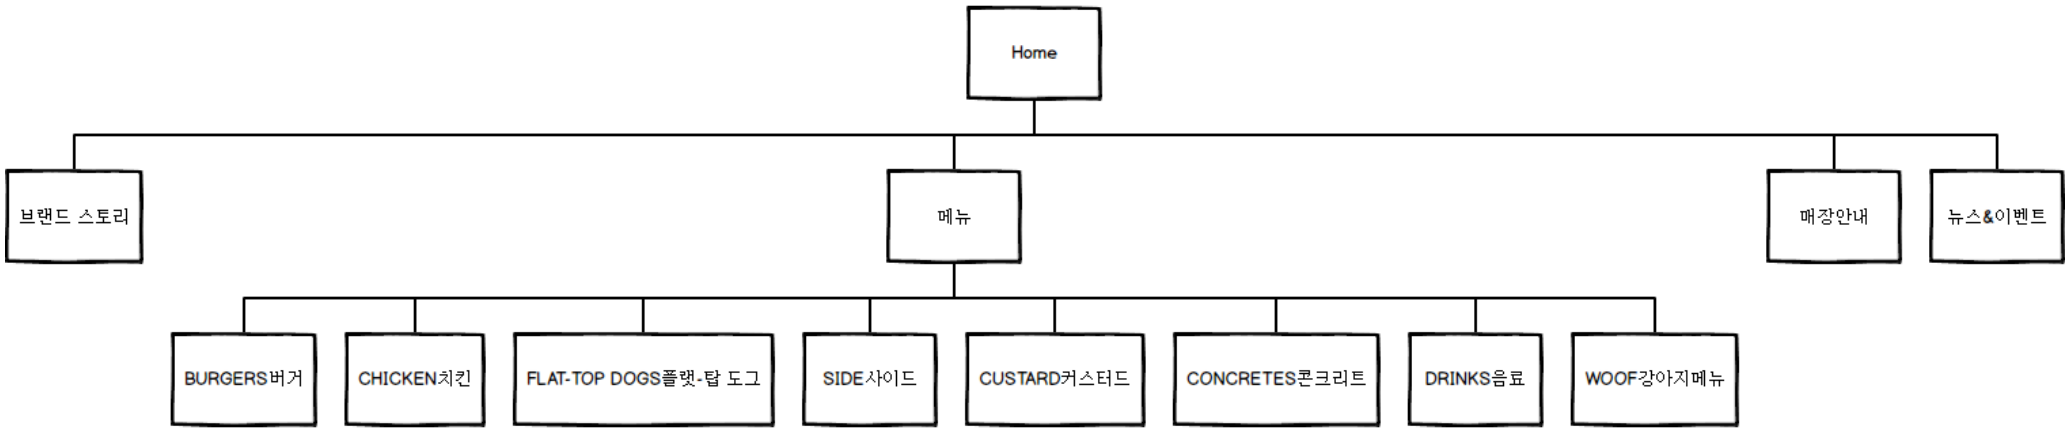 Home
브랜드 스토리
메뉴
매장안내
뉴스&이벤트
BURGERS버거
CHICKEN치킨
FLAT-TOP DOGS플랫-탑 도그
SIDE사이드
CUSTARD커스터드
CONCRETES콘크리트
DRINKS음료
WOOF강아지메뉴